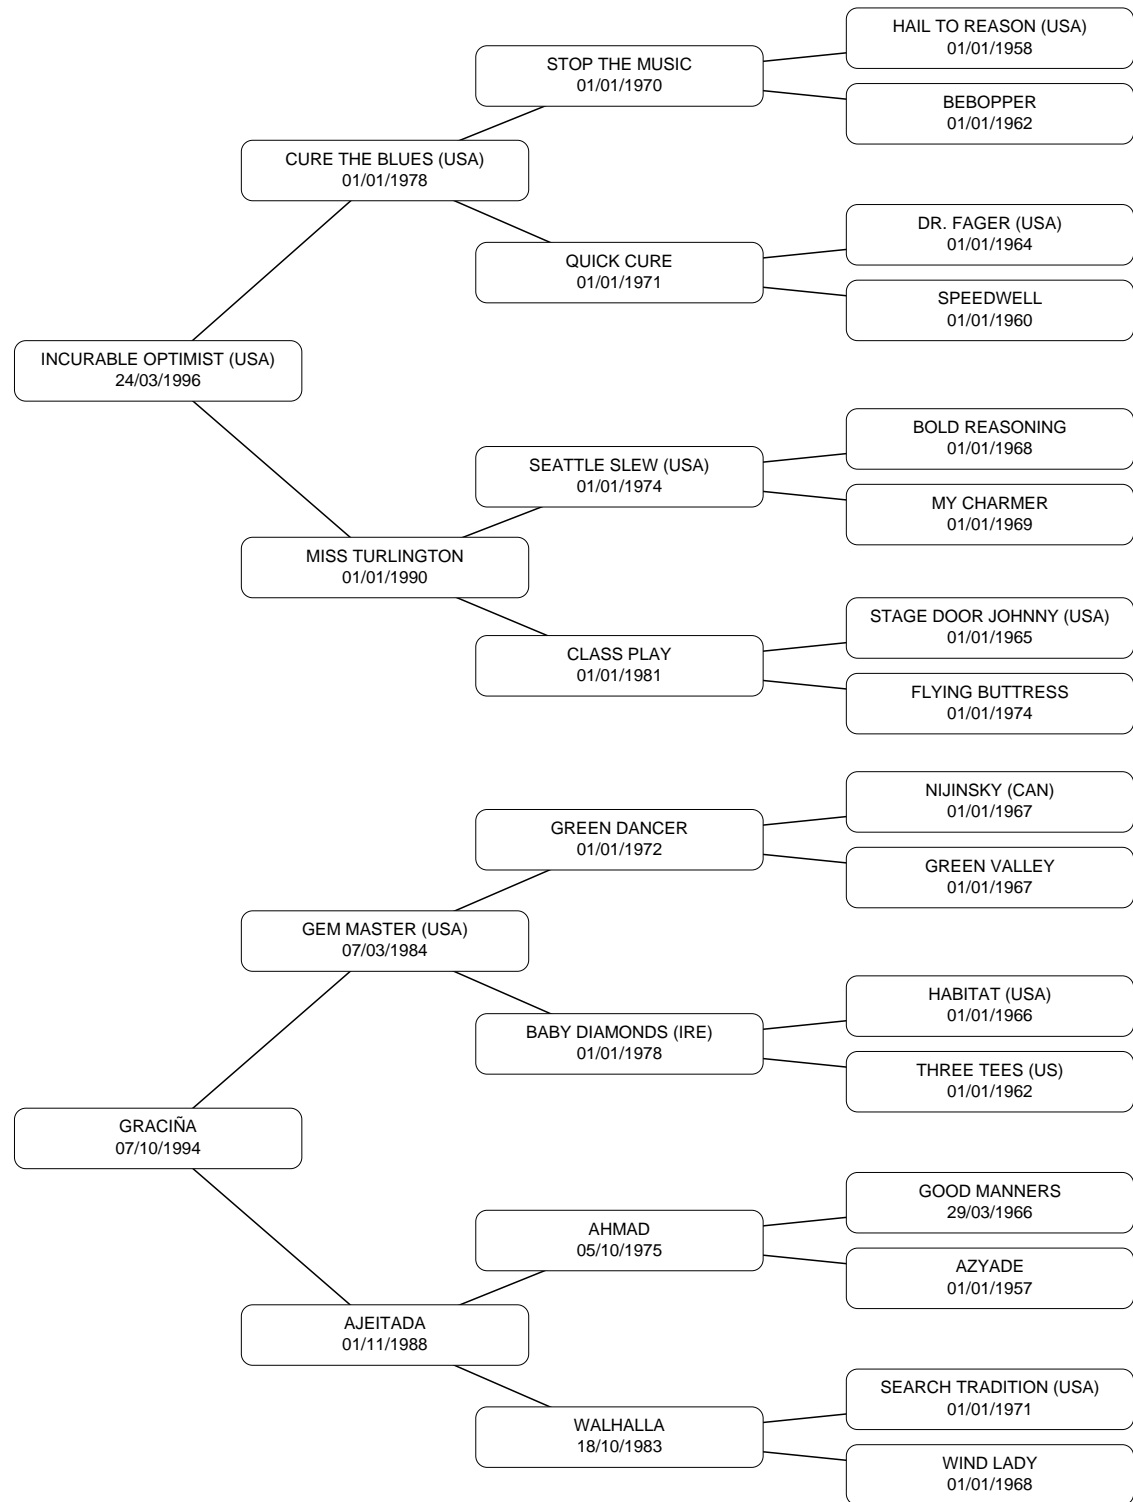 HAIL TO REASON (USA)
01/01/1958
STOP THE MUSIC
01/01/1970
BEBOPPER
01/01/1962
CURE THE BLUES (USA)
01/01/1978
DR. FAGER (USA)
01/01/1964
QUICK CURE
01/01/1971
SPEEDWELL
01/01/1960
INCURABLE OPTIMIST (USA)
24/03/1996
BOLD REASONING
01/01/1968
SEATTLE SLEW (USA)
01/01/1974
MY CHARMER
01/01/1969
MISS TURLINGTON
01/01/1990
STAGE DOOR JOHNNY (USA)
01/01/1965
CLASS PLAY
01/01/1981
FLYING BUTTRESS
01/01/1974
NIJINSKY (CAN)
01/01/1967
GREEN DANCER
01/01/1972
GREEN VALLEY
01/01/1967
GEM MASTER (USA)
07/03/1984
HABITAT (USA)
01/01/1966
BABY DIAMONDS (IRE)
01/01/1978
THREE TEES (US)
01/01/1962
GRACIÑA
07/10/1994
GOOD MANNERS
29/03/1966
AHMAD
05/10/1975
AZYADE
01/01/1957
AJEITADA
01/11/1988
SEARCH TRADITION (USA)
01/01/1971
WALHALLA
18/10/1983
WIND LADY
01/01/1968